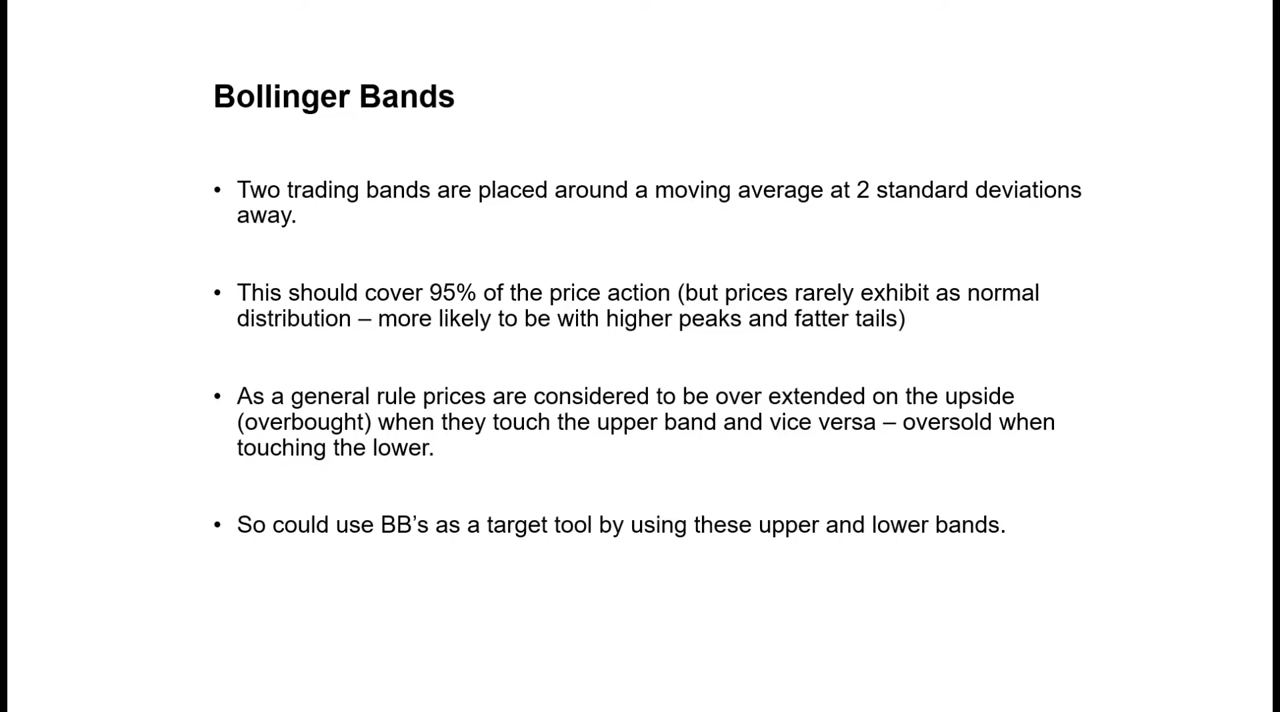 Bollinger Bands
• Two trading bands are placed around a moving average at 2 standard deviations
away.
• This should cover 95% of the price action (but prices rarely exhibit as normal
distribution – more likely to be with higher peaks and fatter tails)
• As a general rule prices are considered to be over extended on the upside
(overbought) when they touch the upper band and vice versa – oversold when
touching the lower.
• So could use BB’s as a target tool by using these upper and lower bands.